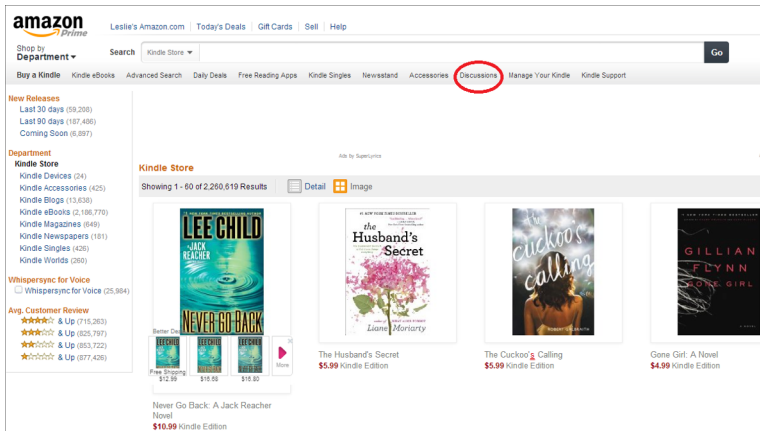 amazon
Prime
Leslie's Amazon.com | Today's Deals | Gift Cards | Sell | Help
Shop by
Department
Search Kindle Store Go
Buy a Kindle Kindle eBooks Advanced Search Daily Deals Free Reading Apps Kindle Singles Newsstand Accessories Discussions Manage Your Kindle Kindle Support
New Releases
Last 30 days (59,208)
Last 90 days (187,486)
Coming Soon (6,897)
Department
Kindle Store
Kindle Devices (24)
Kindle Accessories (425)
Kindle Blogs (13,638)
Kindle eBooks (2,186,770)
Kindle Magazines (649)
Kindle Newspapers (181)
Kindle Singles (426)
Kindle Worlds (260)
Whispersync for Voice
Whispersync for Voice (25,984)
Avg. Customer Review
& Up (715,263)
& Up (825,797)
& Up (853,722)
& Up (877,426)
Ads by SuperLyrics
Kindle Store
Showing 1 - 60 of 2,260,619 Results Detail Image
LEE CHILD
A JACK
REACHER
NEVER GO BACK
Better De
LEE CHILD LEE CHILD LEE CHILD
Free Shipping
More
$12.99 $16.80
Never Go Back: A Jack Reacher
Novel
$10.99 Kindle Edition
the
Husband's
Secret
Liane Moriarty
The Husband's Secret
$5.99 Kindle Edition
the
cuckoo's
calling
ROBERT GALBRAITH
The Cuckoo's Calling
$5.99 Kindle Edition
GILLIAN
FLYNN
GONE GIRL
A NOVEL
Gone Girl: A Novel
$4.99 Kindle Edition